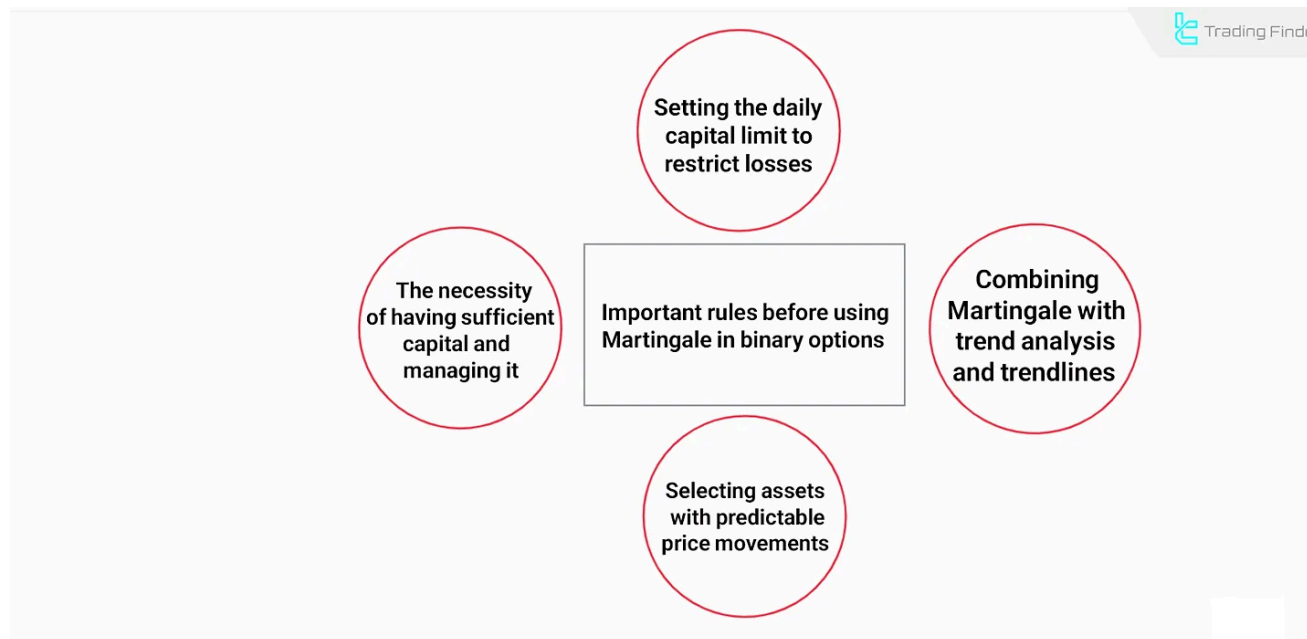 Trading Finde
Setting the daily
capital limit to
restrict losses
The necessity
of having sufficient
capital and
managing it
Important rules before using
Martingale in binary options
Combining
Martingale with
trend analysis
and trendlines
Selecting assets
with predictable
price movements